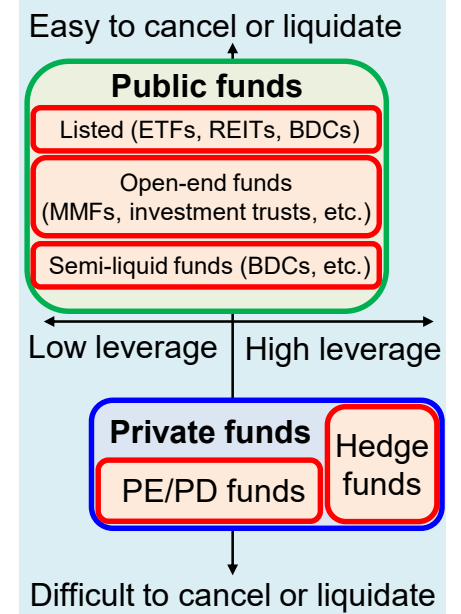 Easy to cancel or liquidate
Public funds
Listed (ETFs, REITs, BDCs)
Open-end funds
(MMFs, investment trusts, etc.)
Semi-liquid funds (BDCs, etc.)
Low leverage
High leverage
Private funds
Hedge
funds
PE/PD funds
Difficult to cancel or liquidate